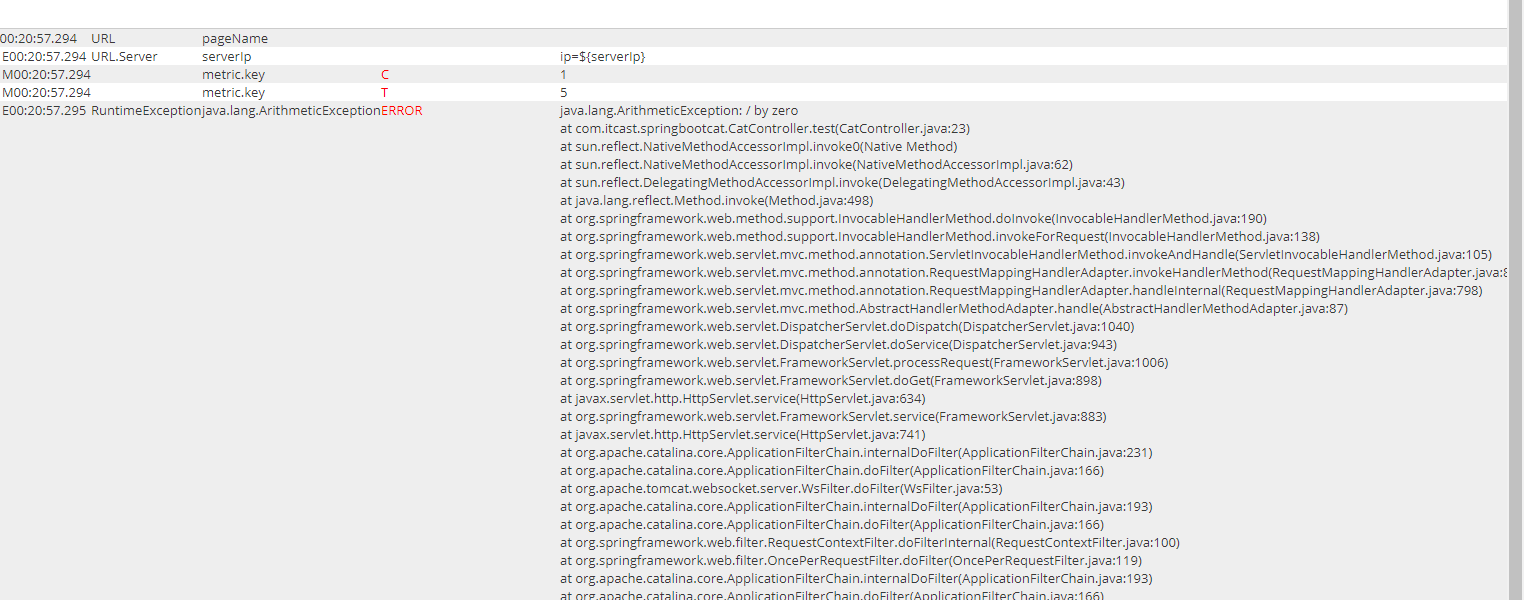 00:20:57.294 URL pageName
E00:20:57.294 URL.Server serverIp ip=${serverIp}
M00:20:57.294 metric.key C 1
M00:20:57.294 metric.key T 5
E00:20:57.295 RuntimeExceptionjava.lang.ArithmeticExceptionERROR java.lang.ArithmeticException: / by zero
at com.itcast.springbootcat.CatController.test(CatController.java:23)
at sun.reflect.NativeMethodAccessorImpl.invoke0(Native Method)
at sun.reflect.NativeMethodAccessorImpl.invoke(NativeMethodAccessorImpl.java:62)
at sun.reflect.DelegatingMethodAccessorImpl.invoke(DelegatingMethodAccessorImpl.java:43)
at java.lang.reflect.Method.invoke(Method.java:498)
at org.springframework.web.method.support.InvocableHandlerMethod.doInvoke(InvocableHandlerMethod.java:190)
at org.springframework.web.method.support.InvocableHandlerMethod.invokeForRequest(InvocableHandlerMethod.java:138)
at org.springframework.web.servlet.mvc.method.annotation.ServletInvocableHandlerMethod.invokeAndHandle(ServletInvocableHandlerMethod.java:105)
at org.springframework.web.servlet.mvc.method.annotation.RequestMappingHandlerAdapter.invokeHandlerMethod(RequestMappingHandlerAdapter.java:8
at org.springframework.web.servlet.mvc.method.annotation.RequestMappingHandlerAdapter.handleInternal(RequestMappingHandlerAdapter.java:798)
at org.springframework.web.servlet.mvc.method.AbstractHandlerMethodAdapter.handle(AbstractHandlerMethodAdapter.java:87)
at org.springframework.web.servlet.DispatcherServlet.doDispatch(DispatcherServlet.java:1040)
at org.springframework.web.servlet.DispatcherServlet.doService(DispatcherServlet.java:943)
at org.springframework.web.servlet.FrameworkServlet.processRequest(FrameworkServlet.java:1006)
at org.springframework.web.servlet.FrameworkServlet.doGet(FrameworkServlet.java:898)
at javax.servlet.http.HttpServlet.service(HttpServlet.java:634)
at org.springframework.web.servlet.FrameworkServlet.service(FrameworkServlet.java:883)
at javax.servlet.http.HttpServlet.service(HttpServlet.java:741)
at org.apache.catalina.core.ApplicationFilterChain.internalDoFilter(ApplicationFilterChain.java:231)
at org.apache.catalina.core.ApplicationFilterChain.doFilter(ApplicationFilterChain.java:166)
at org.apache.tomcat.websocket.server.WsFilter.doFilter(WsFilter.java:53)
at org.apache.catalina.core.ApplicationFilterChain.internalDoFilter(ApplicationFilterChain.java:193)
at org.apache.catalina.core.ApplicationFilterChain.doFilter(ApplicationFilterChain.java:166)
at org.springframework.web.filter.RequestContextFilter.doFilterInternal(RequestContextFilter.java:100)
at org.springframework.web.filter.OncePerRequestFilter.doFilter(OncePerRequestFilter.java:119)
at org.apache.catalina.core.ApplicationFilterChain.internalDoFilter(ApplicationFilterChain.java:193)
at org.apache.catalina.core.ApplicationFilterChain.doFilter(ApplicationFilterChain.java:166)